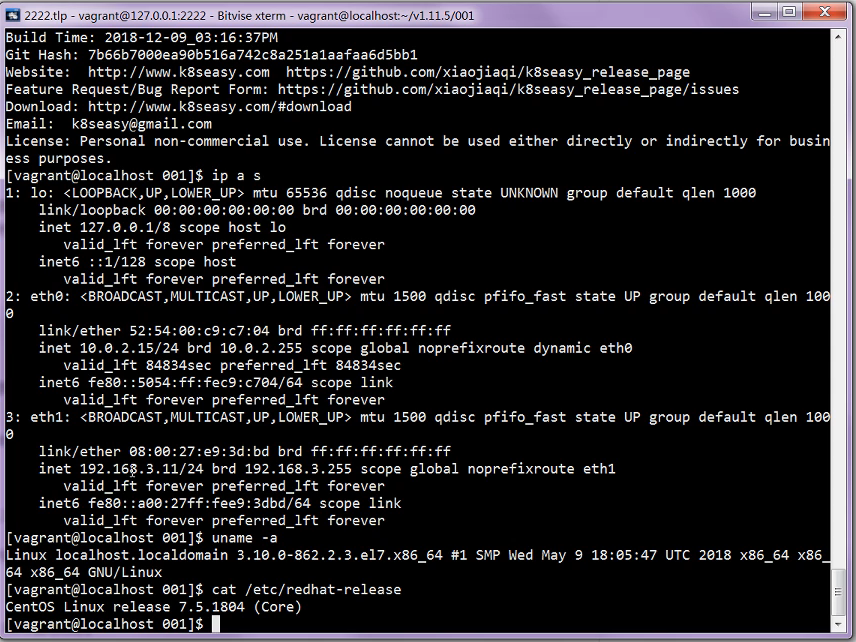 2222.tlp - vagrant@127.0.0.1:2222 - Bitvise xterm - vagrant@localhost:~/v1.11.5/001
Build Time: 2018-12-09_03:16:37PM
Git Hash: 7b66b7000ea90b516a742c8a251a1aafaa6d5bb1
Website:  http://www.k8seasy.com  https://github.com/xiaojiaqi/k8seasy_release_page
Feature Request/Bug Report Form: https://github.com/xiaojiaqi/k8seasy_release_page/issues
Download: http://www.k8seasy.com/#download
Email:  k8seasy@gmail.com
License: Personal non-commercial use. License cannot be used either directly or indirectly for busin
ess purposes.
[vagrant@localhost 001]$ ip a s
1: lo: <LOOPBACK,UP,LOWER_UP> mtu 65536 qdisc noqueue state UNKNOWN group default qlen 1000
    link/loopback 00:00:00:00:00:00 brd 00:00:00:00:00:00
    inet 127.0.0.1/8 scope host lo
       valid_lft forever preferred_lft forever
    inet6 ::1/128 scope host
       valid_lft forever preferred_lft forever
2: eth0: <BROADCAST,MULTICAST,UP,LOWER_UP> mtu 1500 qdisc pfifo_fast state UP group default qlen 100
0
    link/ether 52:54:00:c9:c7:04 brd ff:ff:ff:ff:ff:ff
    inet 10.0.2.15/24 brd 10.0.2.255 scope global noprefixroute dynamic eth0
       valid_lft 84834sec preferred_lft 84834sec
    inet6 fe80::5054:ff:fec9:c704/64 scope link
       valid_lft forever preferred_lft forever
3: eth1: <BROADCAST,MULTICAST,UP,LOWER_UP> mtu 1500 qdisc pfifo_fast state UP group default qlen 100
0
    link/ether 08:00:27:e9:3d:bd brd ff:ff:ff:ff:ff:ff
    inet 192.168.3.11/24 brd 192.168.3.255 scope global noprefixroute eth1
       valid_lft forever preferred_lft forever
    inet6 fe80::a00:27ff:fee9:3dbd/64 scope link
       valid_lft forever preferred_lft forever
[vagrant@localhost 001]$ uname -a
Linux localhost.localdomain 3.10.0-862.2.3.el7.x86_64 #1 SMP Wed May 9 18:05:47 UTC 2018 x86_64 x86_
64 x86_64 GNU/Linux
[vagrant@localhost 001]$ cat /etc/redhat-release
CentOS Linux release 7.5.1804 (Core)
[vagrant@localhost 001]$